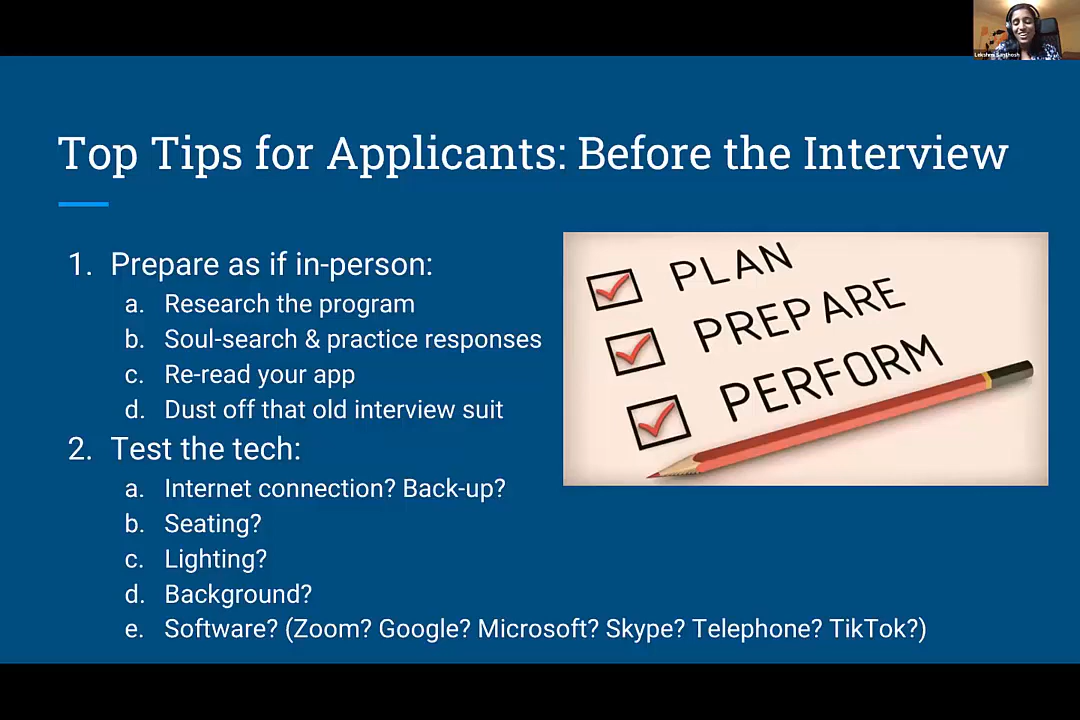 Lekshmi Santhosh
Top Tips for Applicants: Before the Interview
1. Prepare as if in-person:
a. Research the program
b. Soul-search & practice responses
c. Re-read your app
d. Dust off that old interview suit
2. Test the tech:
a. Internet connection? Back-up?
b. Seating?
c. Lighting?
d. Background?
e. Software? (Zoom? Google? Microsoft? Skype? Telephone? TikTok?)
PLAN
PREPARE
PERFORM